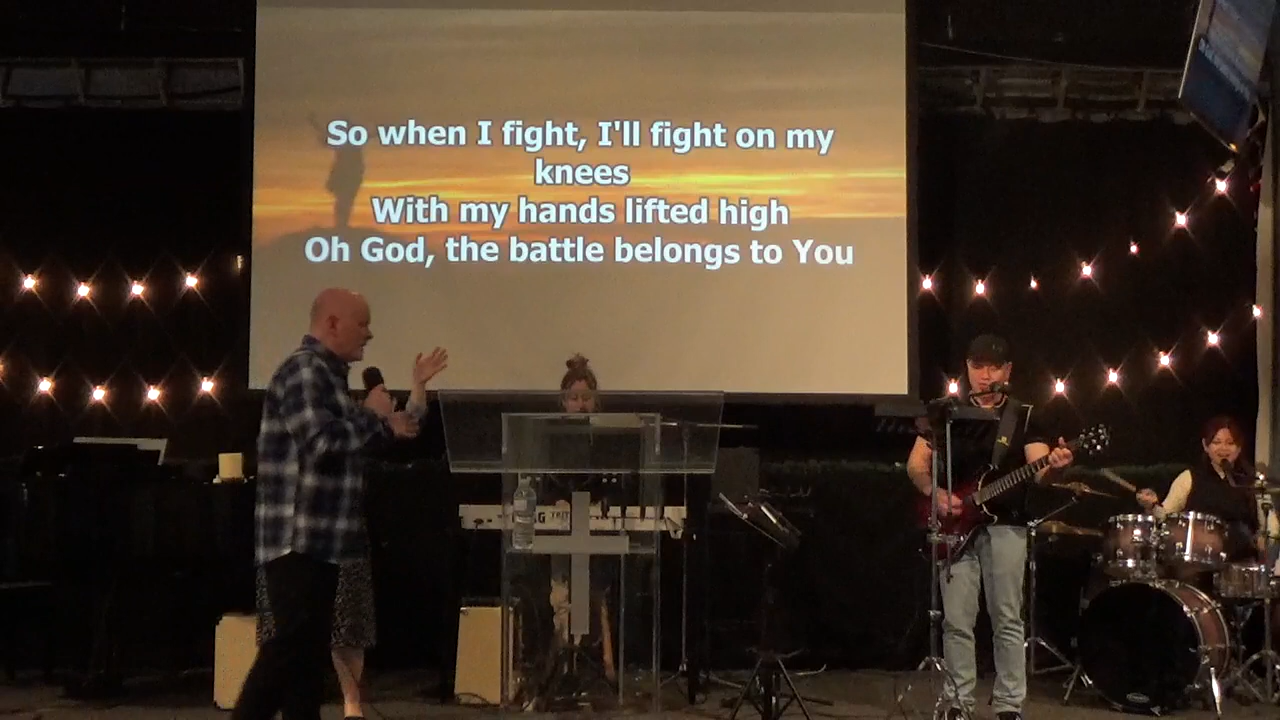 So when I fight, I'll fight on my
knees
With my hands lifted high
Oh God, the battle belongs to You